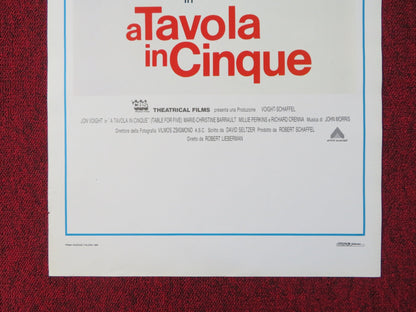 in
a Tavola
in Cinque
CBS THEATRICAL FILMS presenta una Produzione VOIGHT-SCHAFFEL
JON VOIGHT in "A TAVOLA IN CINQUE" (TABLE FOR FIVE) MARIE-CHRISTINE BARRAULT MILLIE PERKINS e RICHARD CRENNA Musica di JOHN MORRIS
Direttore della Fotografia VILMOS ZSIGMOND A.S.C. Scritto da DAVID SELTZER Prodotto da ROBERT SCHAFFEL
Diretto da ROBERT LIEBERMAN